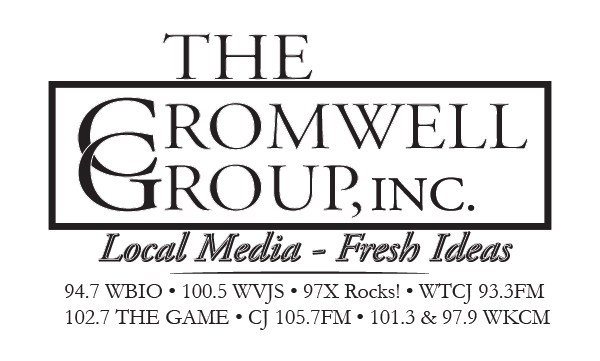 THE
CROMWELL
GROUP, INC.
Local Media - Fresh Ideas
94.7 WBIO • 100.5 WVJS • 97X Rocks! • WTCJ 93.3FM
102.7 THE GAME • CJ 105.7FM • 101.3 & 97.9 WKCM